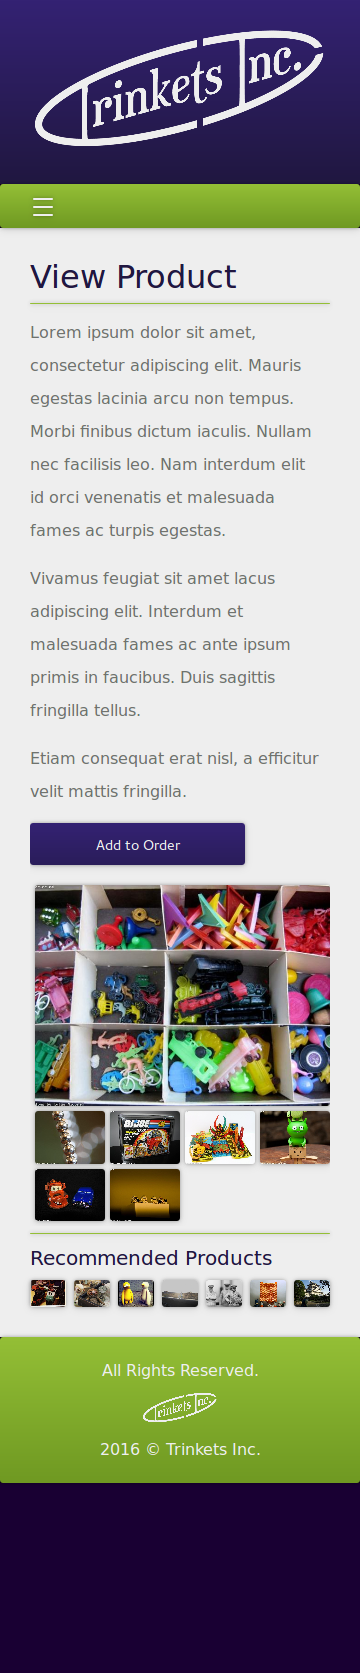 Trinkets Inc.
View Product
Lorem ipsum dolor sit amet,
consectetur adipiscing elit. Mauris
egestas lacinia arcu non tempus.
Morbi finibus dictum iaculis. Nullam
nec facilisis leo. Nam interdum elit
id orci venenatis et malesuada
fames ac turpis egestas.
Vivamus feugiat sit amet lacus
adipiscing elit. Interdum et
malesuada fames ac ante ipsum
primis in faucibus. Duis sagittis
fringilla tellus.
Etiam consequat erat nisl, a efficitur
velit mattis fringilla.
Add to Order
G.I.JOE
Recommended Products
All Rights Reserved.
Trinkets Inc.
2016 © Trinkets Inc.